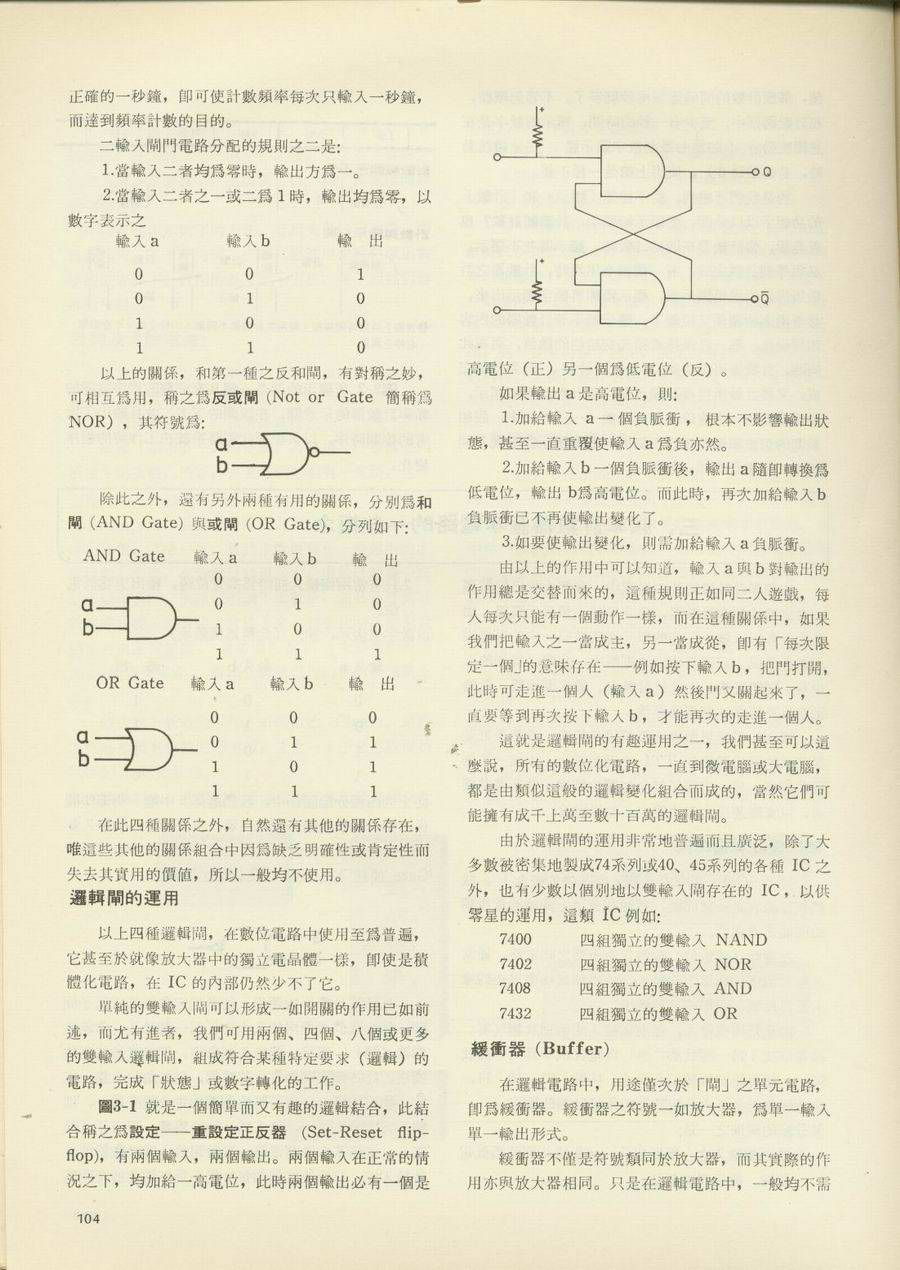 正確的一秒鐘，卽可使計數頻率每次只輸入一秒鐘，
而達到頻率計數的目的。
二輸入閘門電路分配的規則之二是:
1.當輸入二者均爲零時，輸出方爲一。
2.當輸入二者之一或二爲1時，輸出均爲零，以
數字表示之
輸入a 輸入b 輸 出
0 0 1
0 1 0
1 0 0
1 1 0
以上的關係，和第一種之反和閘，有對稱之妙，
可相互爲用，稱之爲反或閘 (Not or Gate 簡稱爲
NOR) ，其符號爲:
a
b
除此之外，還有另外兩種有用的關係，分别爲和
閘 (AND Gate) 與或閘 (OR Gate)，分列如下:
AND Gate 輸入a 輸入b 輸 出
0 0 0
a 0 1 0
b 1 0 0
1 1 1
OR Gate 輸入a 輸入b 輸 出
0 0 0
a 0 1 1
b 1 0 1
1 1 1
在此四種關係之外，自然還有其他的關係存在，
唯這些其他的關係組合中因爲缺乏明確性或肯定性而
失去其實用的價值，所以一般均不使用。
邏輯閘的運用
以上四種邏輯閘，在數位電路中使用至爲普遍，
它甚至於就像放大器中的獨立電晶體一樣，卽使是積
體化電路，在 IC 的內部仍然少不了它。
單純的雙輸入閘可以形成一如開關的作用已如前
述，而尤有進者，我們可用兩個、四個、八個或更多
的雙輸入邏輯閘，組成符合某種特定要求（邏輯）的
電路，完成「狀態」或數字轉化的工作。
圖3-1 就是一個簡單而又有趣的邏輯結合，此結
合稱之爲設定——重設定正反器 (Set-Reset flip-
flop)，有兩個輸入，兩個輸出。兩個輸入在正常的情
況之下，均加給一高電位，此時兩個輸出必有一個是
104
+
Q
+
Q̄
高電位（正）另一個爲低電位（反）。
如果輸出a是高電位，則:
1.加給輸入 a 一個負脈衝， 根本不影響輸出狀
態，甚至一直重覆使輸入a爲負亦然。
2.加給輸入b一個負脈衝後，輸出a隨卽轉換爲
低電位，輸出 b爲高電位。而此時，再次加給輸入b
負脈衝已不再使輸出變化了。
3.如要使輸出變化，則需加給輸入a負脈衝。
由以上的作用中可以知道，輸入a與b對輸出的
作用總是交替而來的，這種規則正如同二人遊戲，每
人每次只能有一個動作一樣，而在這種關係中，如果
我們把輸入之一當成主，另一當成從，卽有「每次限
定一個」的意味存在——例如按下輸入b，把門打開，
此時可走進一個人（輸入a）然後門又關起來了，一
直要等到再次按下輸入b，才能再次的走進一個人。
這就是邏輯閘的有趣運用之一，我們甚至可以這
麼說，所有的數位化電路，一直到微電腦或大電腦，
都是由類似這般的邏輯變化組合而成的，當然它們可
能擁有成千上萬至數十百萬的邏輯閘。
由於邏輯閘的運用非常地普遍而且廣泛，除了大
多數被密集地製成74系列或40、45系列的各種 IC 之
外，也有少數以個別地以雙輸入閘存在的 IC，以供
零星的運用，這類 IC 例如:
7400 四組獨立的雙輸入 NAND
7402 四組獨立的雙輸入 NOR
7408 四組獨立的雙輸入 AND
7432 四組獨立的雙輸入 OR
緩衝器 (Buffer)
在邏輯電路中，用途僅次於「閘」之單元電路，
卽爲緩衝器。緩衝器之符號一如放大器，爲單一輸入
單一輸出形式。
緩衝器不僅是符號類同於放大器，而其實際的作
用亦與放大器相同。只是在邏輯電路中，一般均不需